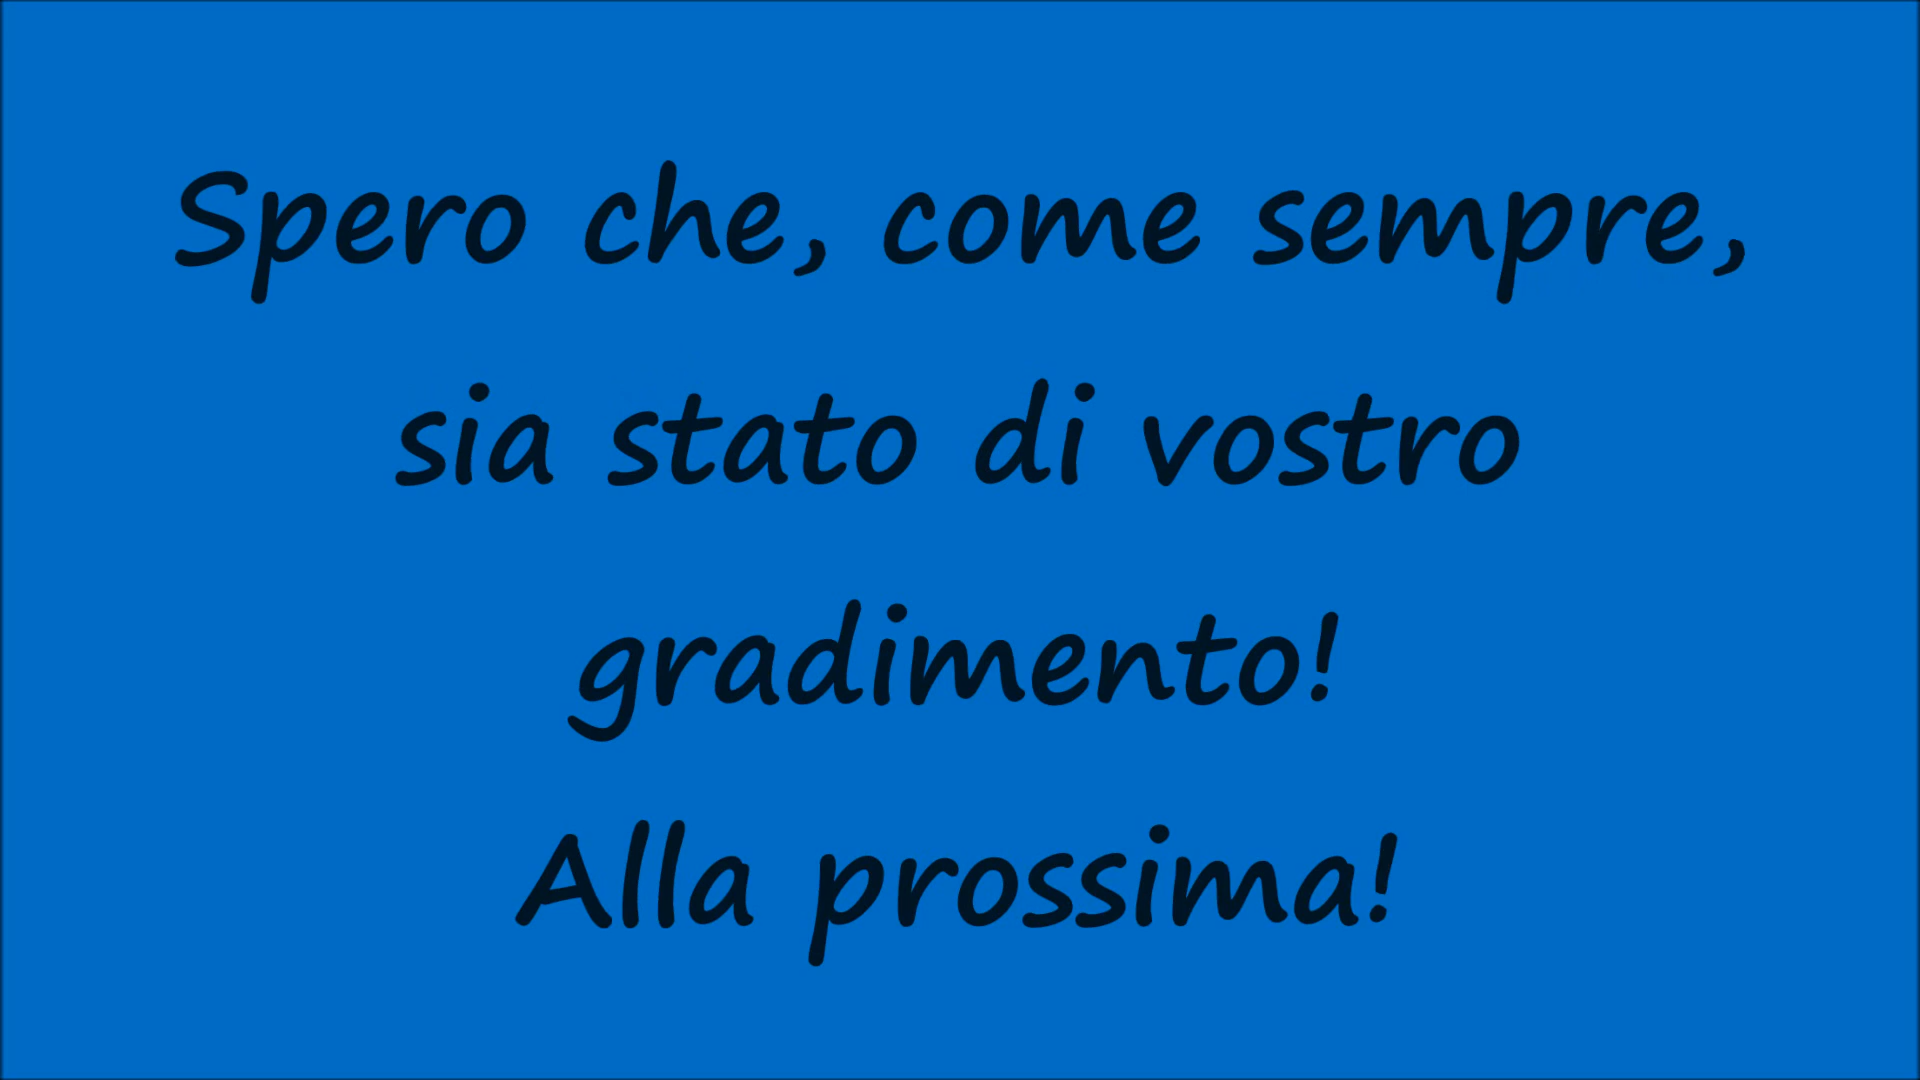 Spero che, come sempre,
sia stato di vostro
gradimento!
Alla prossima!